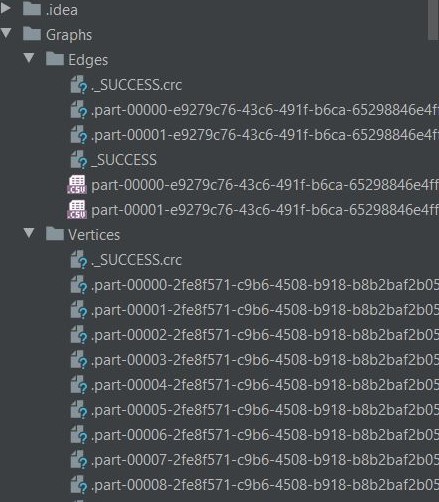 .idea
Graphs
Edges
._SUCCESS.crc
.part-00000-e9279c76-43c6-491f-b6ca-65298846e4ff
.part-00001-e9279c76-43c6-491f-b6ca-65298846e4ff
_SUCCESS
part-00000-e9279c76-43c6-491f-b6ca-65298846e4ff
part-00001-e9279c76-43c6-491f-b6ca-65298846e4ff
Vertices
._SUCCESS.crc
.part-00000-2fe8f571-c9b6-4508-b918-b8b2baf2b05
.part-00001-2fe8f571-c9b6-4508-b918-b8b2baf2b05
.part-00002-2fe8f571-c9b6-4508-b918-b8b2baf2b05
.part-00003-2fe8f571-c9b6-4508-b918-b8b2baf2b05
.part-00004-2fe8f571-c9b6-4508-b918-b8b2baf2b05
.part-00005-2fe8f571-c9b6-4508-b918-b8b2baf2b05
.part-00006-2fe8f571-c9b6-4508-b918-b8b2baf2b05
.part-00007-2fe8f571-c9b6-4508-b918-b8b2baf2b05
.part-00008-2fe8f571-c9b6-4508-b918-b8b2baf2b05